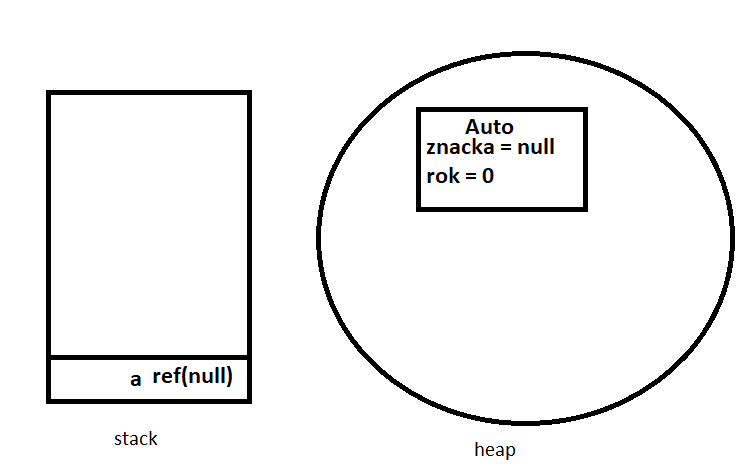 Auto
znacka = null
rok = 0
a ref(null)
stack
heap